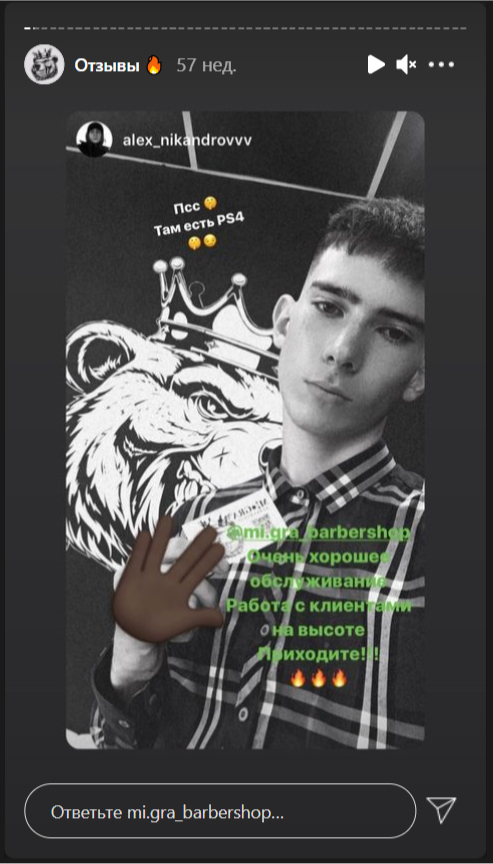 Отзывы 🔥 57 нед.
alex_nikandrovvv
Псс 🤫
Там есть PS4
🤫😏
@mi.gra_barbershop
Очень хорошее
обслуживание
Работа с клиентами
на высоте
Приходите!!!
🔥🔥🔥
Ответьте mi.gra_barbershop...